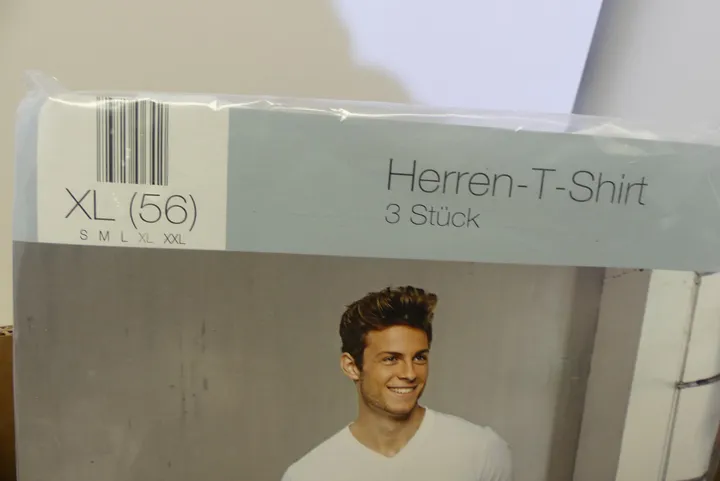 XL (56)
S M L XL XXL
Herren-T-Shirt
3 Stück